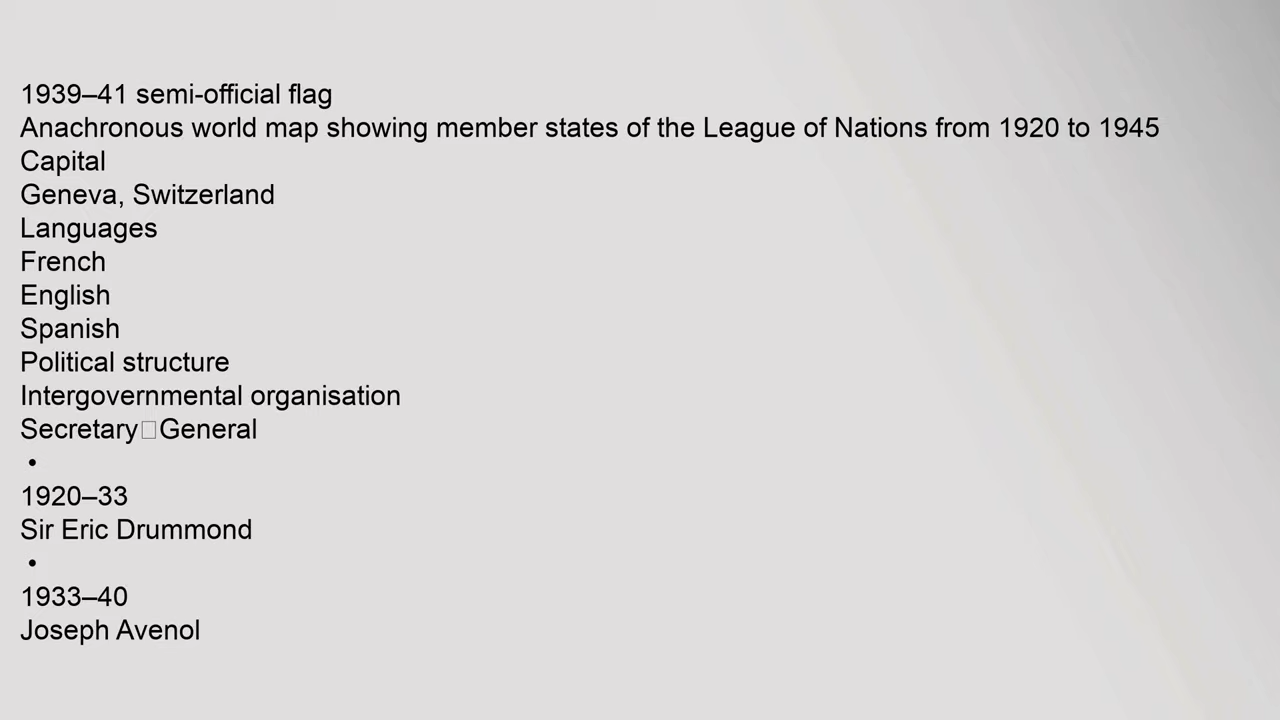 1939–41 semi-official flag
Anachronous world map showing member states of the League of Nations from 1920 to 1945
Capital
Geneva, Switzerland
Languages
French
English
Spanish
Political structure
Intergovernmental organisation
Secretary□General
•
1920–33
Sir Eric Drummond
•
1933–40
Joseph Avenol